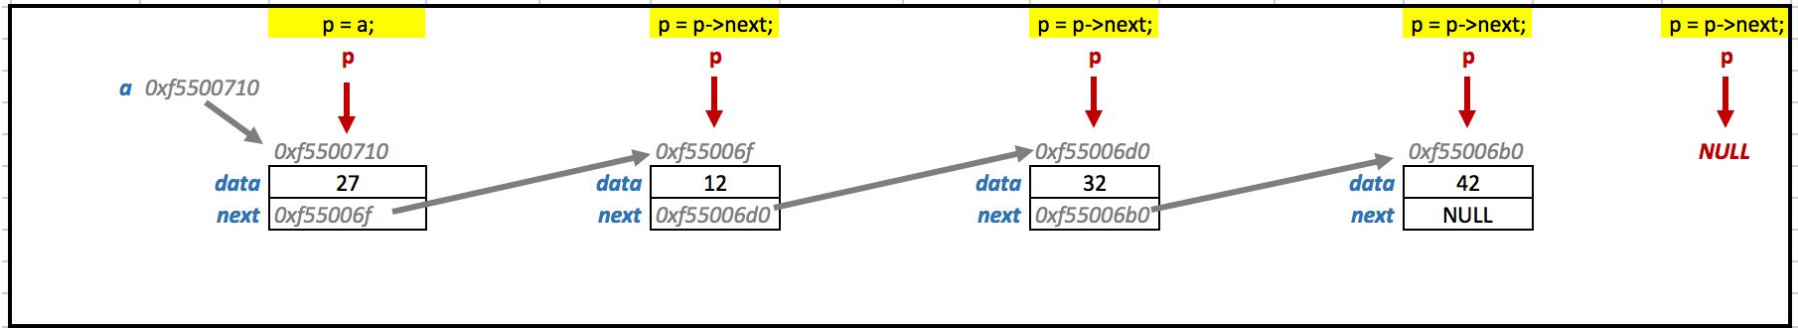 p = a; p = p->next; p = p->next; p = p->next; p = p->next;
p p p p p
a 0xf5500710
0xf5500710 0xf55006f 0xf55006d0 0xf55006b0 NULL
data 27 data 12 data 32 data 42
next 0xf55006f next 0xf55006d0 next 0xf55006b0 next NULL